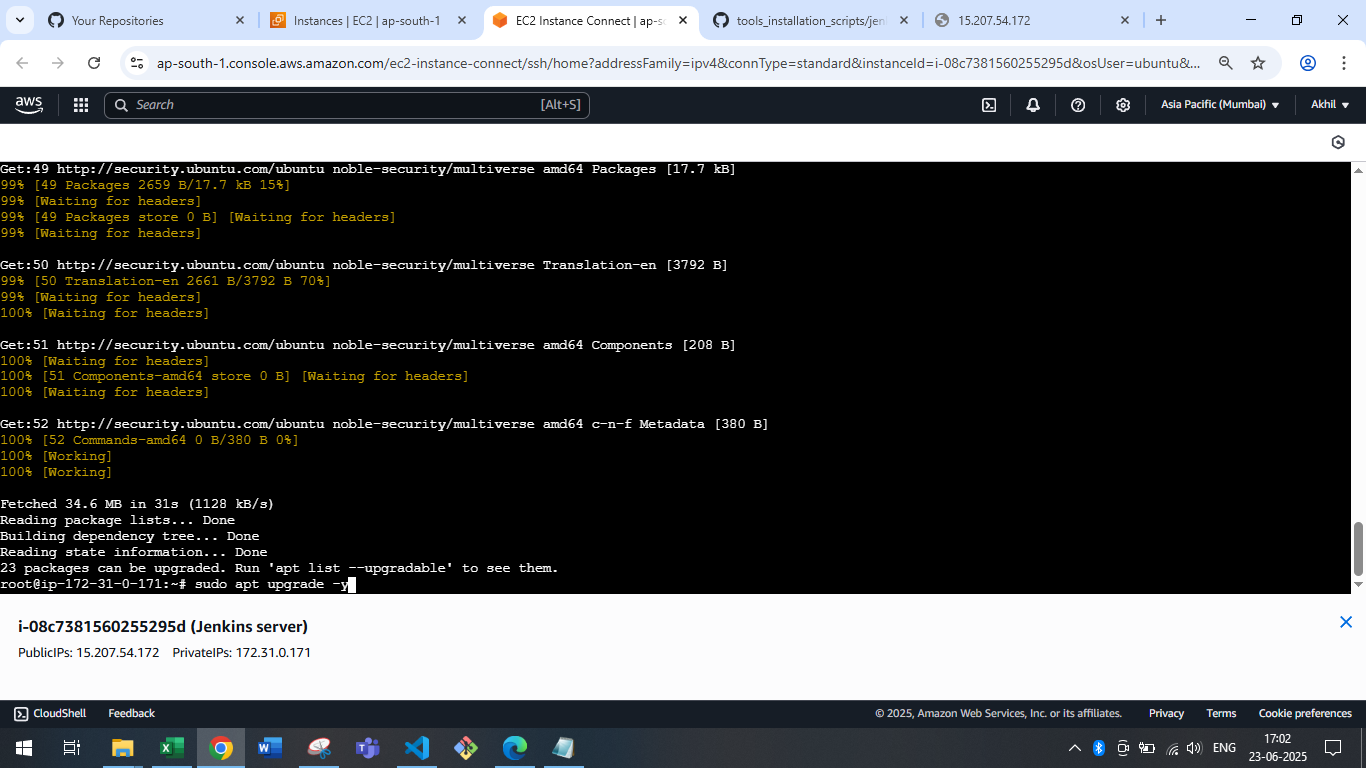 Your Repositories
Instances | EC2 | ap-south-1
EC2 Instance Connect | ap-s
tools_installation_scripts/jen
15.207.54.172
ap-south-1.console.aws.amazon.com/ec2-instance-connect/ssh/home?addressFamily=ipv4&connType=standard&instanceId=i-08c7381560255295d&osUser=ubuntu&...
aws
Search
[Alt+S]
Asia Pacific (Mumbai)
Akhil
Get:49 http://security.ubuntu.com/ubuntu noble-security/multiverse amd64 Packages [17.7 kB]
99% [49 Packages 2659 B/17.7 kB 15%]
99% [Waiting for headers]
99% [49 Packages store 0 B] [Waiting for headers]
99% [Waiting for headers]
Get:50 http://security.ubuntu.com/ubuntu noble-security/multiverse Translation-en [3792 B]
99% [50 Translation-en 2661 B/3792 B 70%]
99% [Waiting for headers]
100% [Waiting for headers]
Get:51 http://security.ubuntu.com/ubuntu noble-security/multiverse amd64 Components [208 B]
100% [Waiting for headers]
100% [51 Components-amd64 store 0 B] [Waiting for headers]
100% [Waiting for headers]
Get:52 http://security.ubuntu.com/ubuntu noble-security/multiverse amd64 c-n-f Metadata [380 B]
100% [52 Commands-amd64 0 B/380 B 0%]
100% [Working]
100% [Working]
Fetched 34.6 MB in 31s (1128 kB/s)
Reading package lists... Done
Building dependency tree... Done
Reading state information... Done
23 packages can be upgraded. Run 'apt list --upgradable' to see them.
root@ip-172-31-0-171:~# sudo apt upgrade -y
i-08c7381560255295d (Jenkins server)
PublicIPs: 15.207.54.172 PrivateIPs: 172.31.0.171
CloudShell
Feedback
© 2025, Amazon Web Services, Inc. or its affiliates.
Privacy
Terms
Cookie preferences
ENG
17:02
23-06-2025